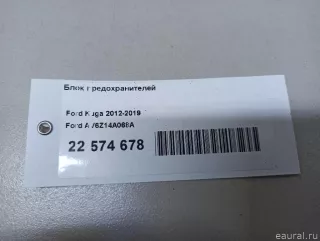 Блок предохранителей
Ford Kuga 2012-2019
Ford AV6Z14A068A
22 574 678
© eaural.ru/